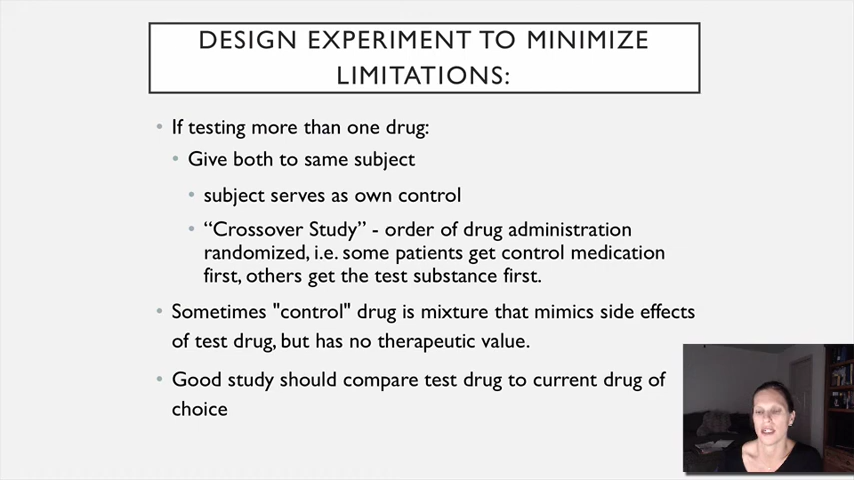 DESIGN EXPERIMENT TO MINIMIZE
LIMITATIONS:
• If testing more than one drug:
• Give both to same subject
• subject serves as own control
• “Crossover Study” - order of drug administration
randomized, i.e. some patients get control medication
first, others get the test substance first.
• Sometimes "control" drug is mixture that mimics side effects
of test drug, but has no therapeutic value.
• Good study should compare test drug to current drug of
choice